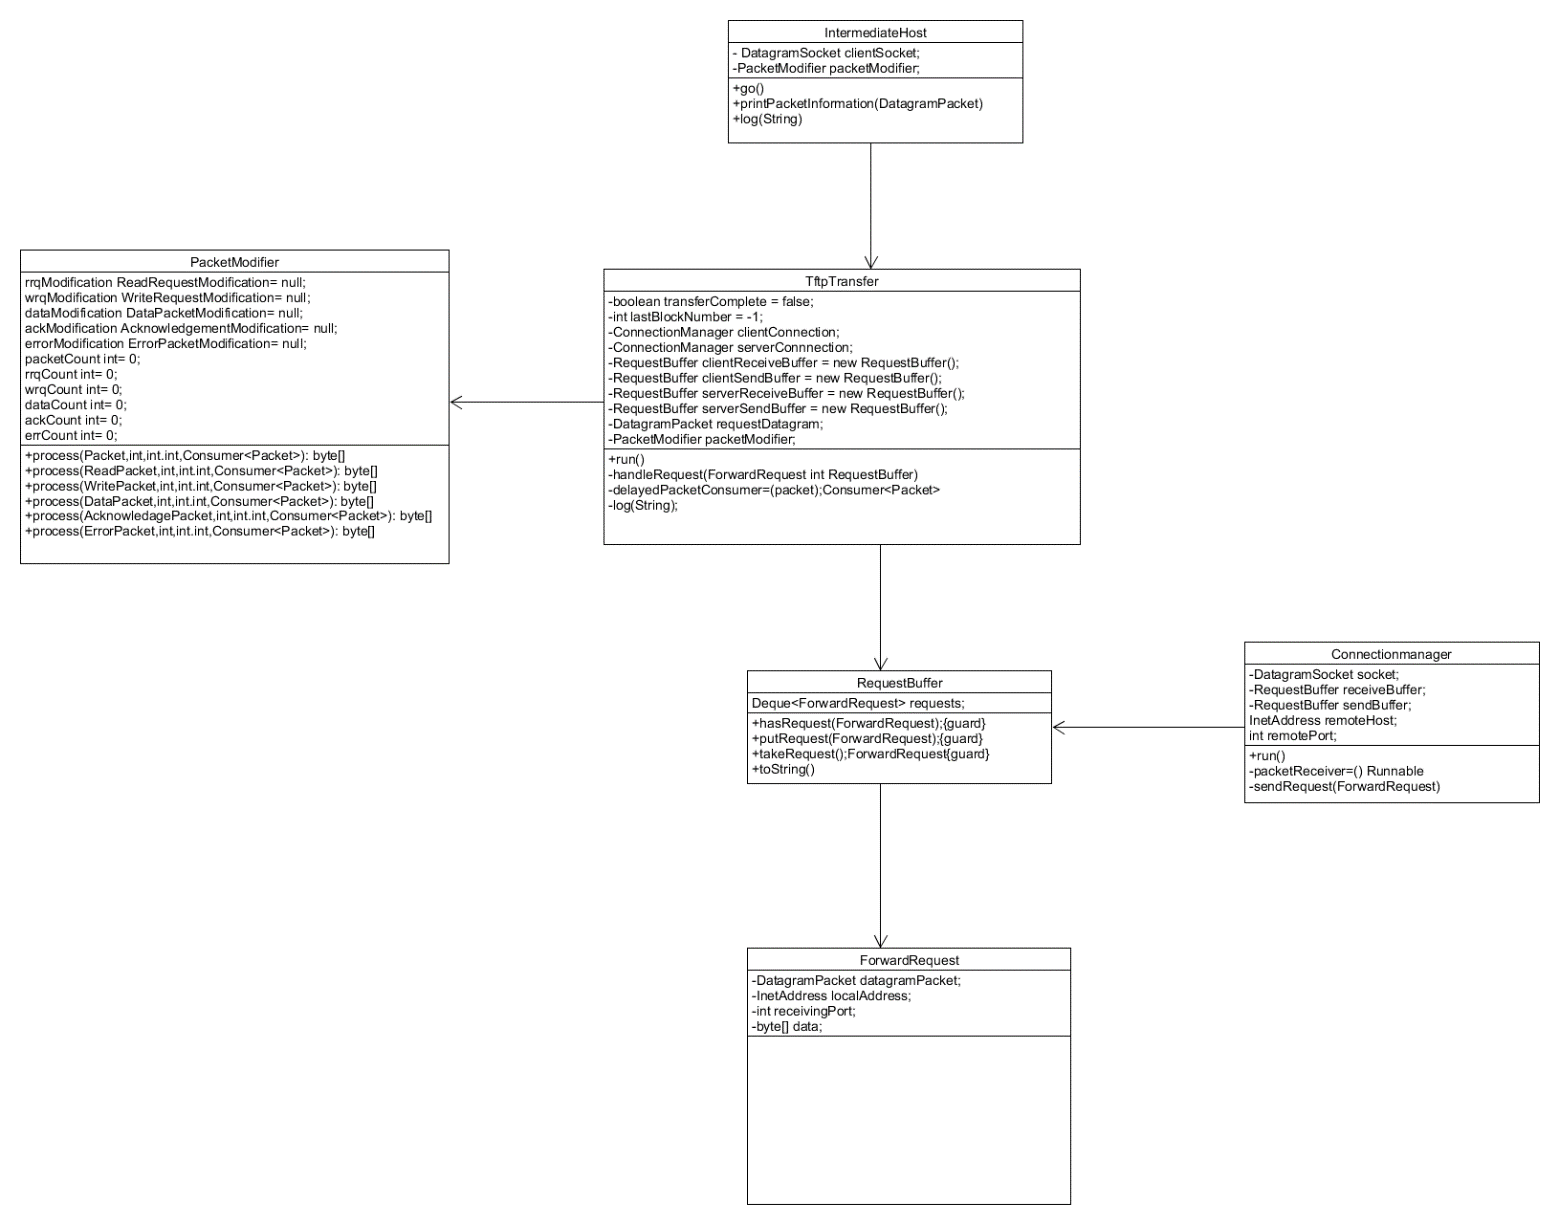 IntermediateHost
- DatagramSocket clientSocket;
-PacketModifier packetModifier;
+go()
+printPacketInformation(DatagramPacket)
+log(String)
PacketModifier
rrqModification ReadRequestModification= null;
wrqModification WriteRequestModification= null;
dataModification DataPacketModification= null;
ackModification AcknowledgementModification= null;
errorModification ErrorPacketModification= null;
packetCount int= 0;
rrqCount int= 0;
wrqCount int= 0;
dataCount int= 0;
ackCount int= 0;
errCount int= 0;
+process(Packet,int,int.int,Consumer<Packet>): byte[]
+process(ReadPacket,int,int.int,Consumer<Packet>): byte[]
+process(WritePacket,int,int.int,Consumer<Packet>): byte[]
+process(DataPacket,int,int.int,Consumer<Packet>): byte[]
+process(AcknowledagePacket,int,int.int,Consumer<Packet>): byte[]
+process(ErrorPacket,int,int.int,Consumer<Packet>): byte[]
TftpTransfer
-boolean transferComplete = false;
-int lastBlockNumber = -1;
-ConnectionManager clientConnection;
-ConnectionManager serverConnnection;
-RequestBuffer clientReceiveBuffer = new RequestBuffer();
-RequestBuffer clientSendBuffer = new RequestBuffer();
-RequestBuffer serverReceiveBuffer = new RequestBuffer();
-RequestBuffer serverSendBuffer = new RequestBuffer();
-DatagramPacket requestDatagram;
-PacketModifier packetModifier;
+run()
-handleRequest(ForwardRequest int RequestBuffer)
-delayedPacketConsumer=(packet);Consumer<Packet>
-log(String);
RequestBuffer
Deque<ForwardRequest> requests;
+hasRequest(ForwardRequest);{guard}
+putRequest(ForwardRequest);{guard}
+takeRequest();ForwardRequest{guard}
+toString()
Connectionmanager
-DatagramSocket socket;
-RequestBuffer receiveBuffer;
-RequestBuffer sendBuffer;
InetAddress remoteHost;
int remotePort;
+run()
-packetReceiver=() Runnable
-sendRequest(ForwardRequest)
ForwardRequest
-DatagramPacket datagramPacket;
-InetAddress localAddress;
-int receivingPort;
-byte[] data;